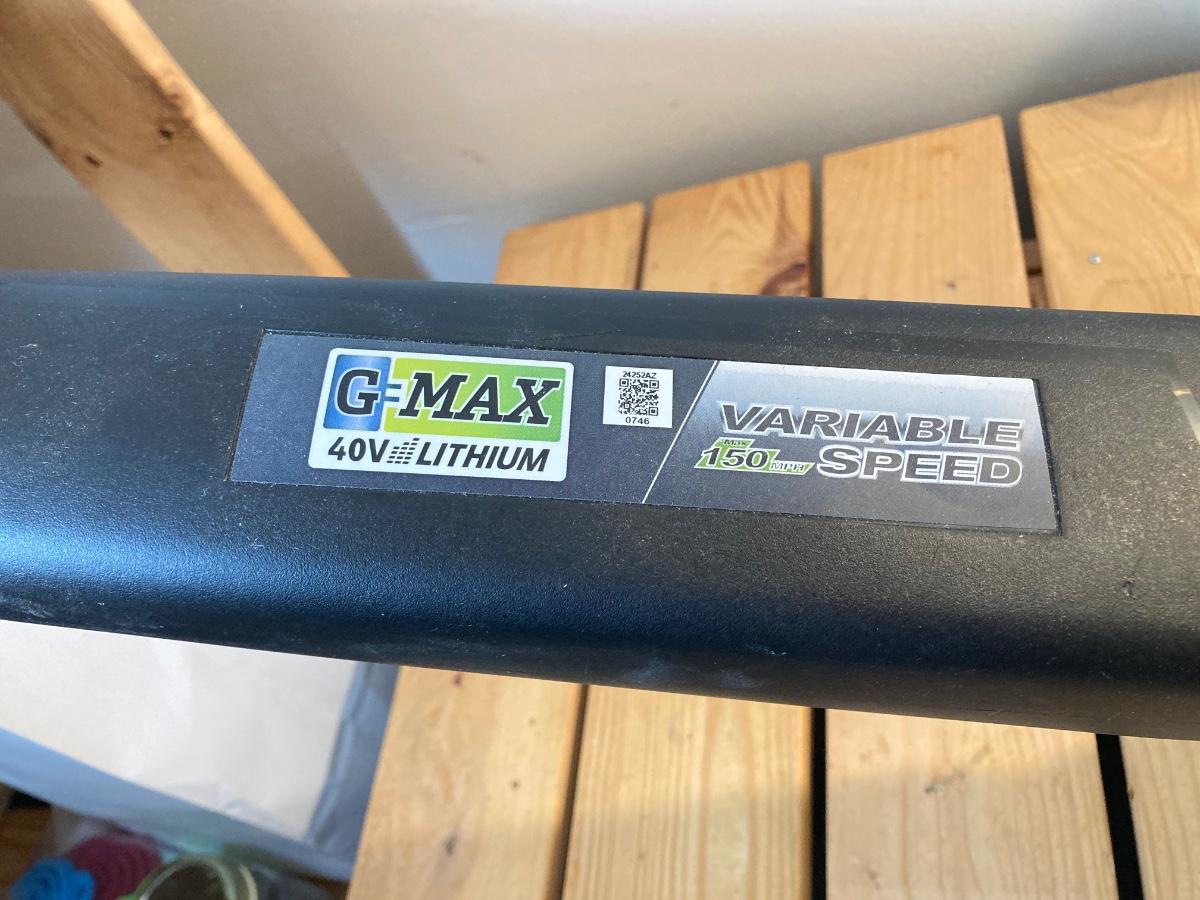 G-MAX
40V LITHIUM
24252AZ
0746
VARIABLE
Max
150 MPH SPEED